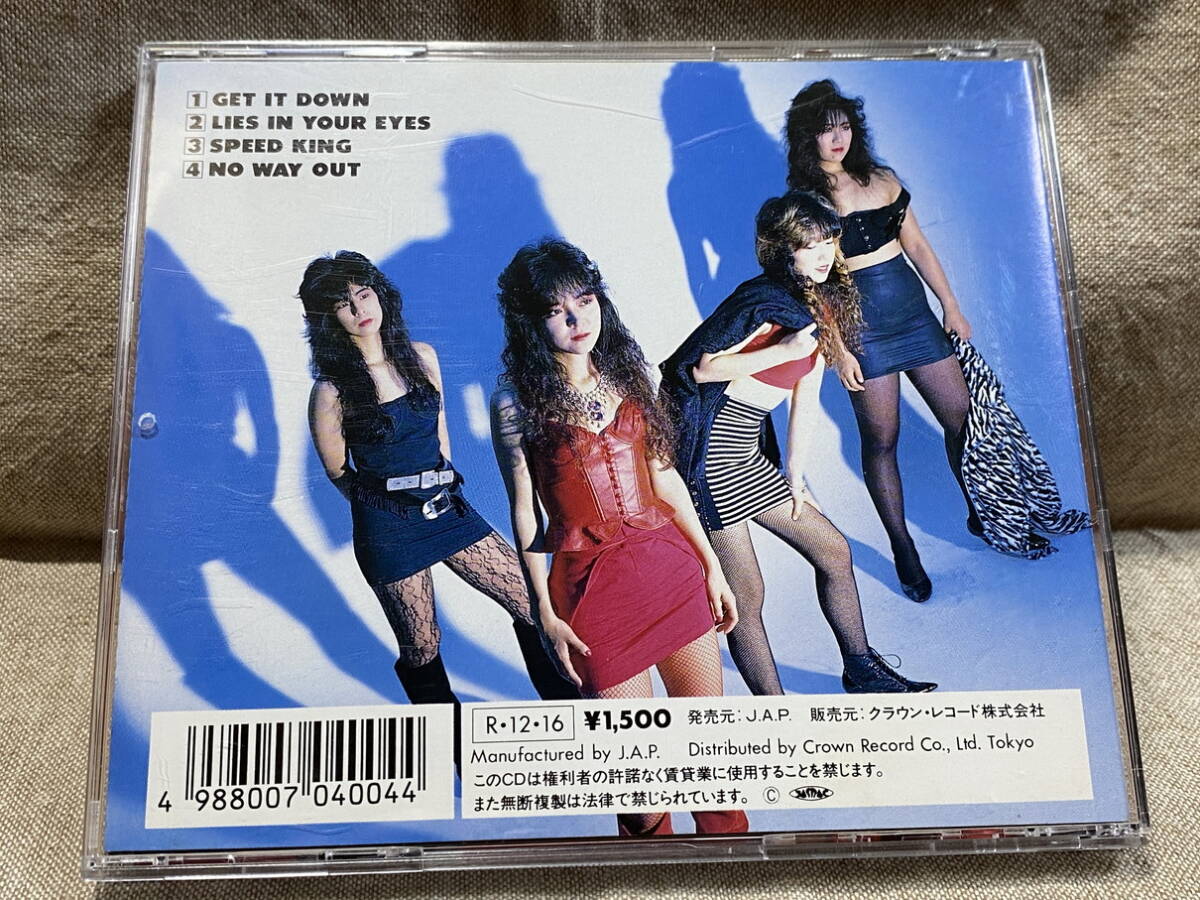 1 GET IT DOWN
2 LIES IN YOUR EYES
3 SPEED KING
4 NO WAY OUT
4 988007 040044
R・12・16 ¥1,500 発売元:J.A.P. 販売元:クラウン・レコード株式会社
Manufactured by J.A.P. Distributed by Crown Record Co., Ltd. Tokyo
このCDは権利者の許諾なく賃貸業に使用することを禁じます。
また無断複製は法律で禁じられています。 Ⓒ JASRAC